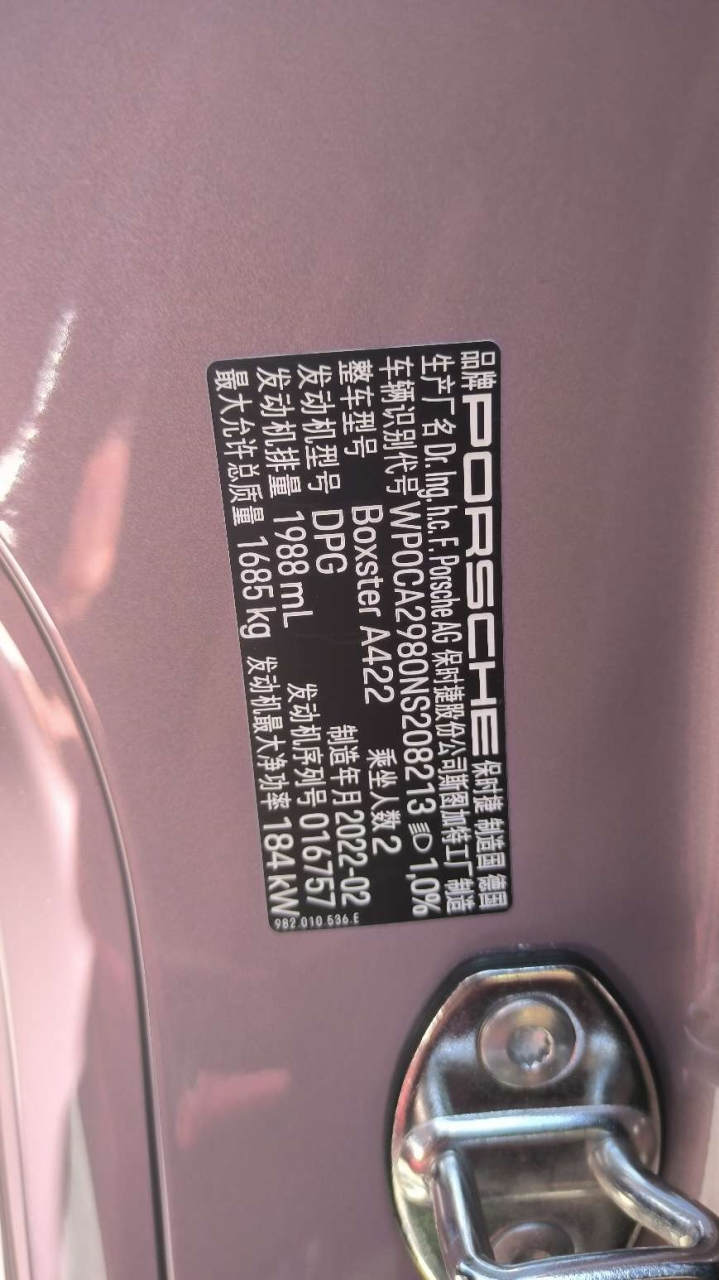 品牌 PORSCHE 保时捷 制造国 德国
生产厂名 Dr. Ing. h.c. F. Porsche AG 保时捷股份公司斯图加特工厂 制造
车辆识别代号 WP0CA2980NS208213 1,0%
整车型号 Boxster A422 乘坐人数 2
发动机型号 DPG 制造年月 2022-02
发动机排量 1988 mL 发动机序列号 016757
最大允许总质量 1685 kg 发动机最大净功率 184 kW
982.010.536.E